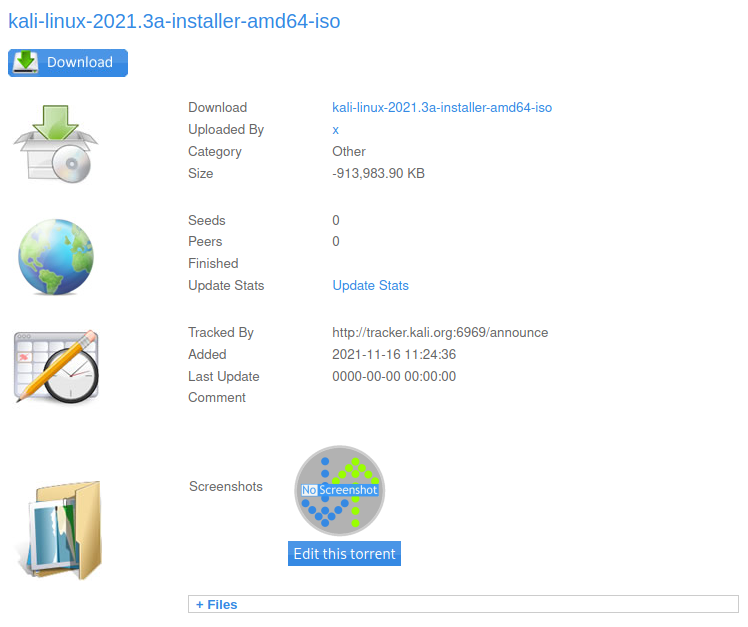 kali-linux-2021.3a-installer-amd64-iso
Download
Download kali-linux-2021.3a-installer-amd64-iso
Uploaded By x
Category Other
Size -913,983.90 KB
Seeds 0
Peers 0
Finished
Update Stats Update Stats
Tracked By http://tracker.kali.org:6969/announce
Added 2021-11-16 11:24:36
Last Update 0000-00-00 00:00:00
Comment
Screenshots No Screenshot
Edit this torrent
+ Files